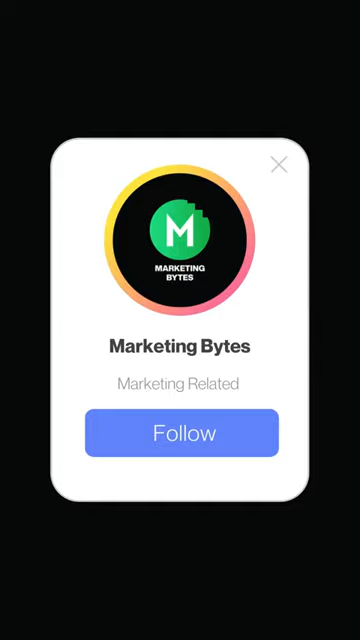 M
MARKETING
BYTES
Marketing Bytes
Marketing Related
Follow